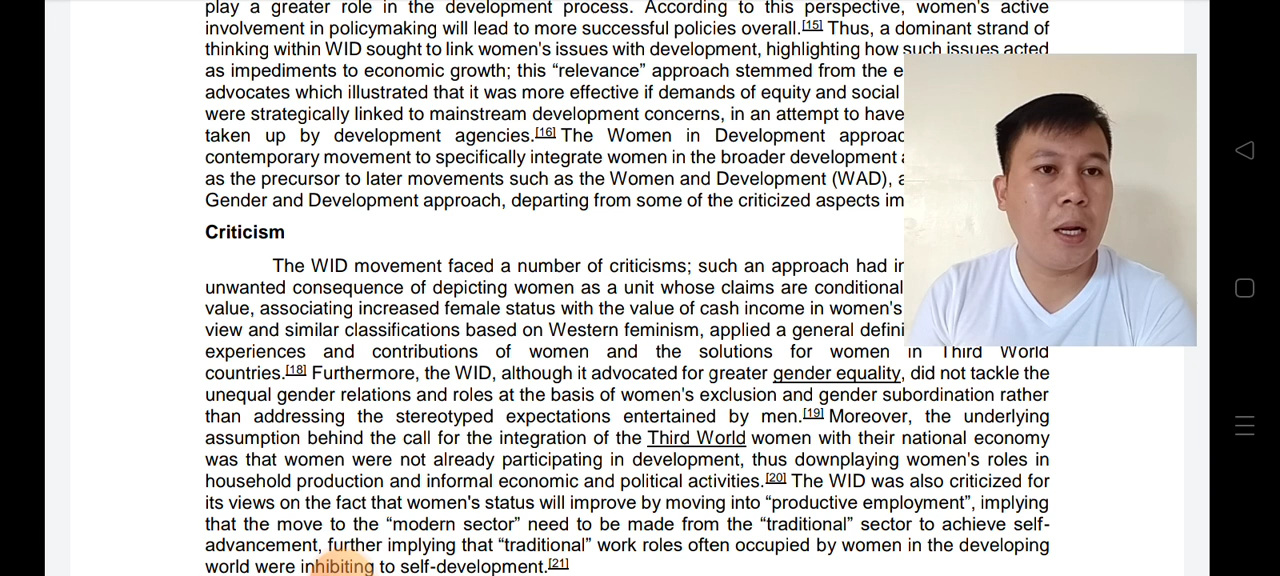 play a greater role in the development process. According to this perspective, women's active
involvement in policymaking will lead to more successful policies overall.[15] Thus, a dominant strand of
thinking within WID sought to link women's issues with development, highlighting how such issues acted
as impediments to economic growth; this “relevance” approach stemmed from the
advocates which illustrated that it was more effective if demands of equity and social
were strategically linked to mainstream development concerns, in an attempt to have
taken up by development agencies.[16] The Women in Development
contemporary movement to specifically integrate women in the broader development
as the precursor to later movements such as the Women and Development (WAD),
Gender and Development approach, departing from some of the criticized aspects
Criticism
The WID movement faced a number of criticisms; such an approach had
unwanted consequence of depicting women as a unit whose claims are conditional
value, associating increased female status with the value of cash income in women's
view and similar classifications based on Western feminism, applied a general
experiences and contributions of women and the solutions for women in Third World
countries.[18] Furthermore, the WID, although it advocated for greater gender equality, did not tackle the
unequal gender relations and roles at the basis of women's exclusion and gender subordination rather
than addressing the stereotyped expectations entertained by men.[19] Moreover, the underlying
assumption behind the call for the integration of the Third World women with their national economy
was that women were not already participating in development, thus downplaying women's roles in
household production and informal economic and political activities.[20] The WID was also criticized for
its views on the fact that women's status will improve by moving into “productive employment”, implying
that the move to the “modern sector” need to be made from the “traditional” sector to achieve self-
advancement, further implying that “traditional” work roles often occupied by women in the developing
world were inhibiting to self-development.[21]